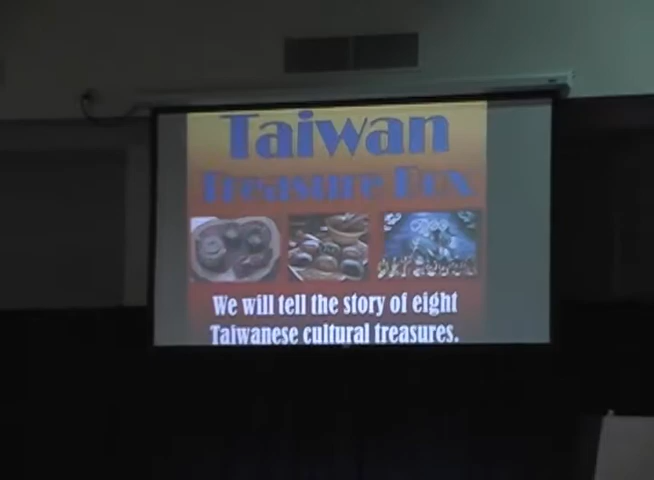 Taiwan
Treasure Box
We will tell the story of eight
Taiwanese cultural treasures.